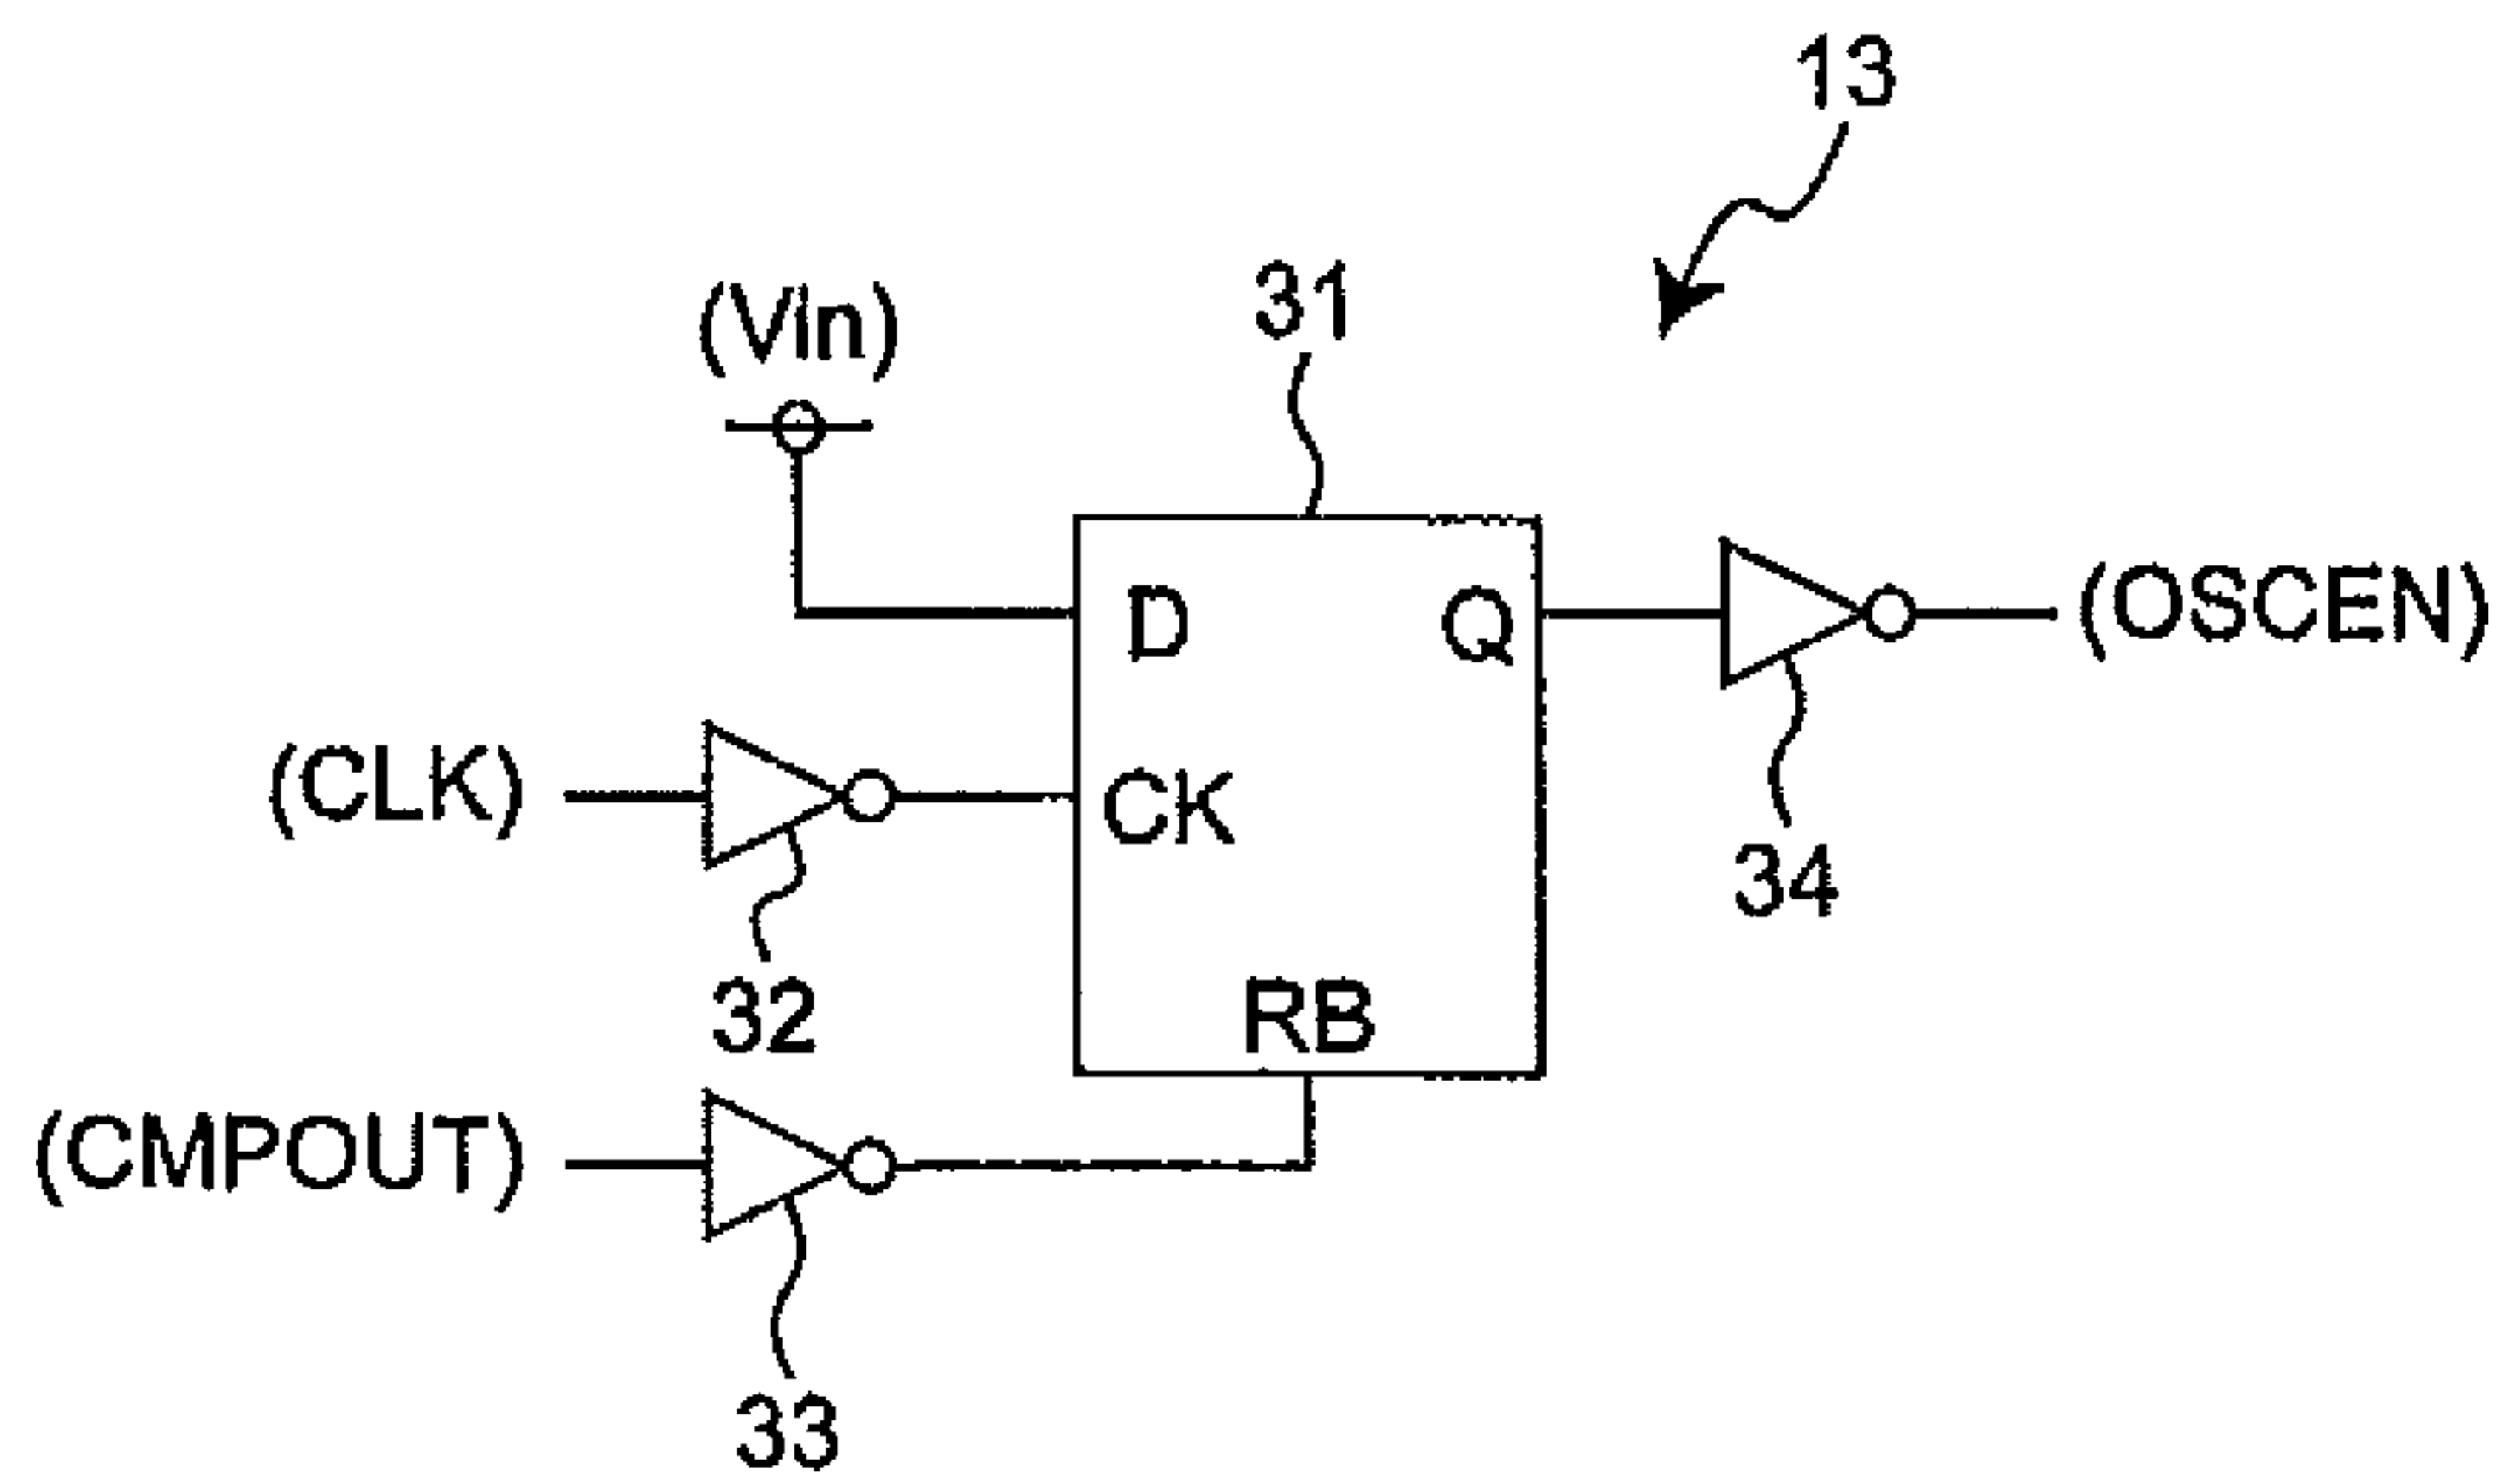 13
31
(Vin)
D
Q
(OSCEN)
(CLK)
CK
34
32
RB
(CMPOUT)
33